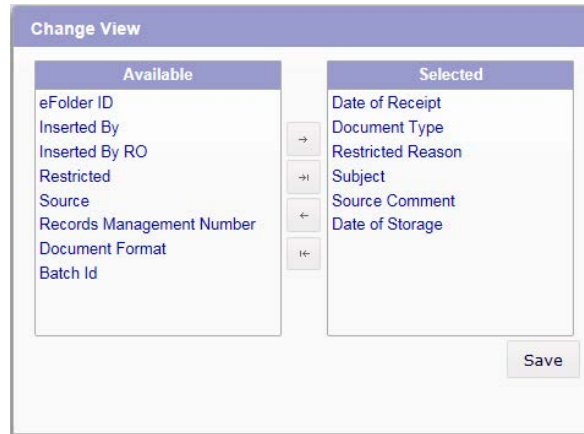 Change View
Available
eFolder ID
Inserted By
Inserted By RO
Restricted
Source
Records Management Number
Document Format
Batch Id
→
→I
←
I←
Selected
Date of Receipt
Document Type
Restricted Reason
Subject
Source Comment
Date of Storage
Save